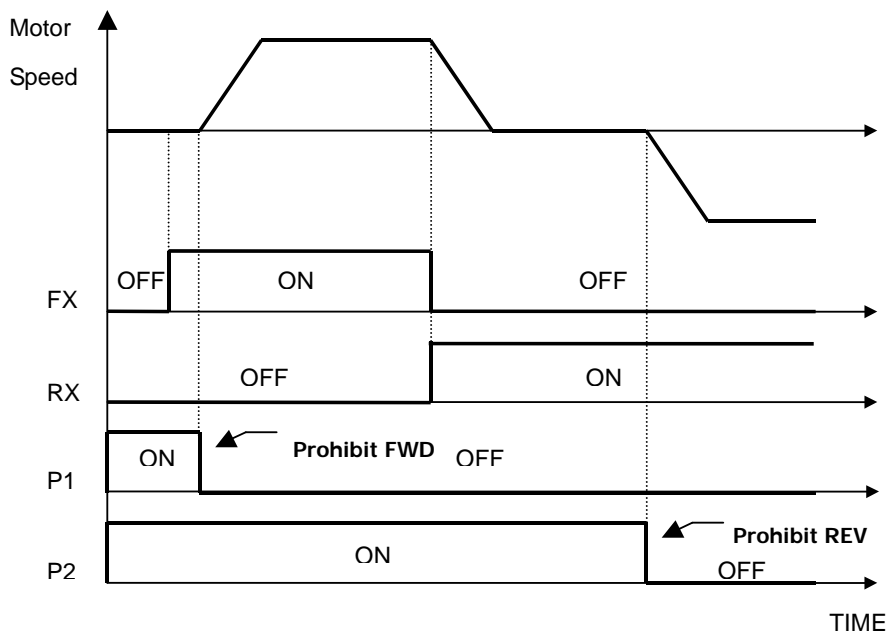 Motor
Speed
OFF ON OFF
FX
OFF ON
RX
Prohibit FWD
ON OFF
P1
Prohibit REV
ON OFF
P2
TIME